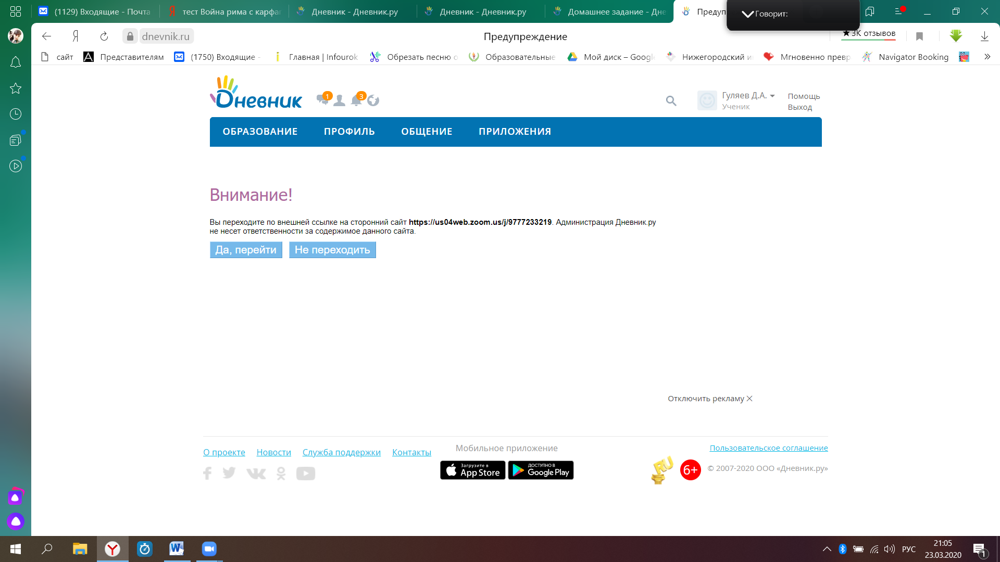 (1129) Входящие - Почта
тест Война рима с карфаг
Дневник - Дневник.ру
Дневник - Дневник.ру
Домашнее задание - Дне
Предуп
Говорит:
dnevnik.ru
Предупреждение
★3К отзывов
сайт
Представителям
(1750) Входящие -
Главная | Infourok
Обрезать песню о
Образовательные
Мой диск – Google
Нижегородский и
Мгновенно превр
Navigator Booking
Дневник
1
3
Гуляев Д.А.
Ученик
Помощь
Выход
ОБРАЗОВАНИЕ
ПРОФИЛЬ
ОБЩЕНИЕ
ПРИЛОЖЕНИЯ
Внимание!
Вы переходите по внешней ссылке на сторонний сайт https://us04web.zoom.us/j/9777233219. Администрация Дневник.ру
не несет ответственности за содержимое данного сайта.
Да, перейти
Не переходить
Отключить рекламу
О проекте
Новости
Служба поддержки
Контакты
Мобильное приложение
Загрузите в
App Store
ДОСТУПНО В
Google Play
Пользовательское соглашение
RU
6+
© 2007-2020 ООО «Дневник.ру»
РУС
21:05
23.03.2020
1